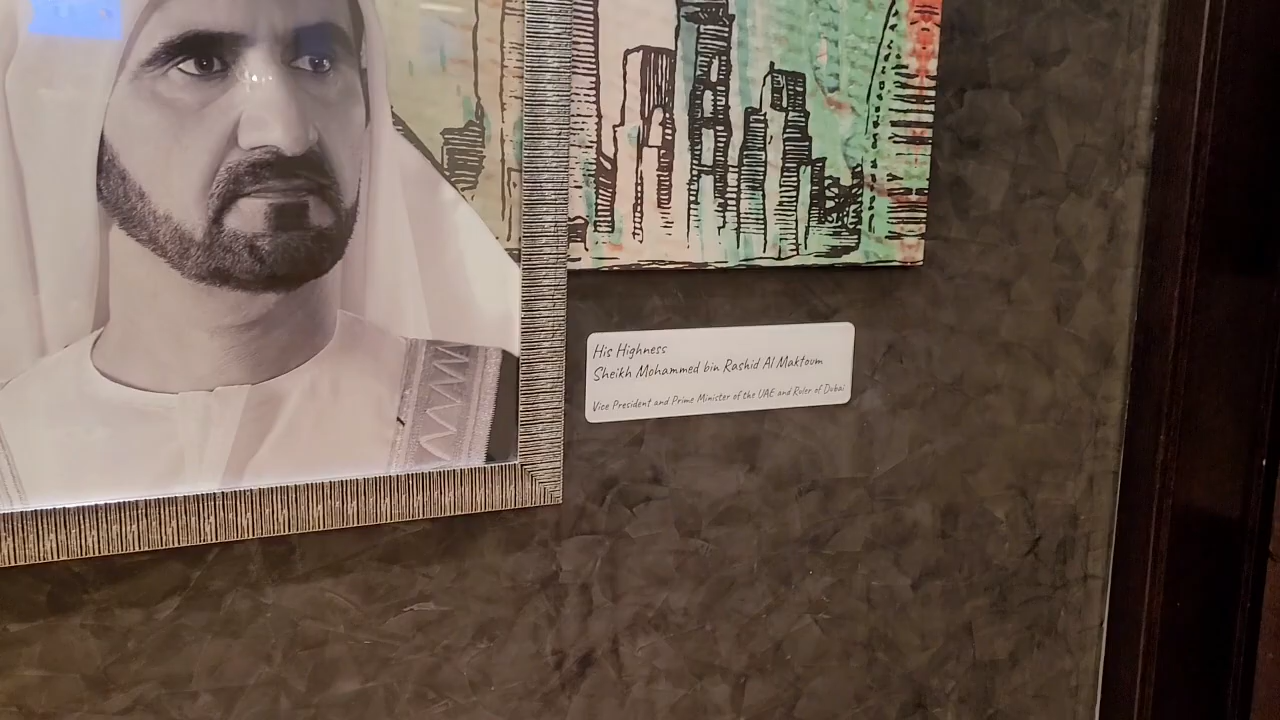 His Highness
Sheikh Mohammed bin Rashid Al Maktoum
Vice President and Prime Minister of the UAE and Ruler of Dubai